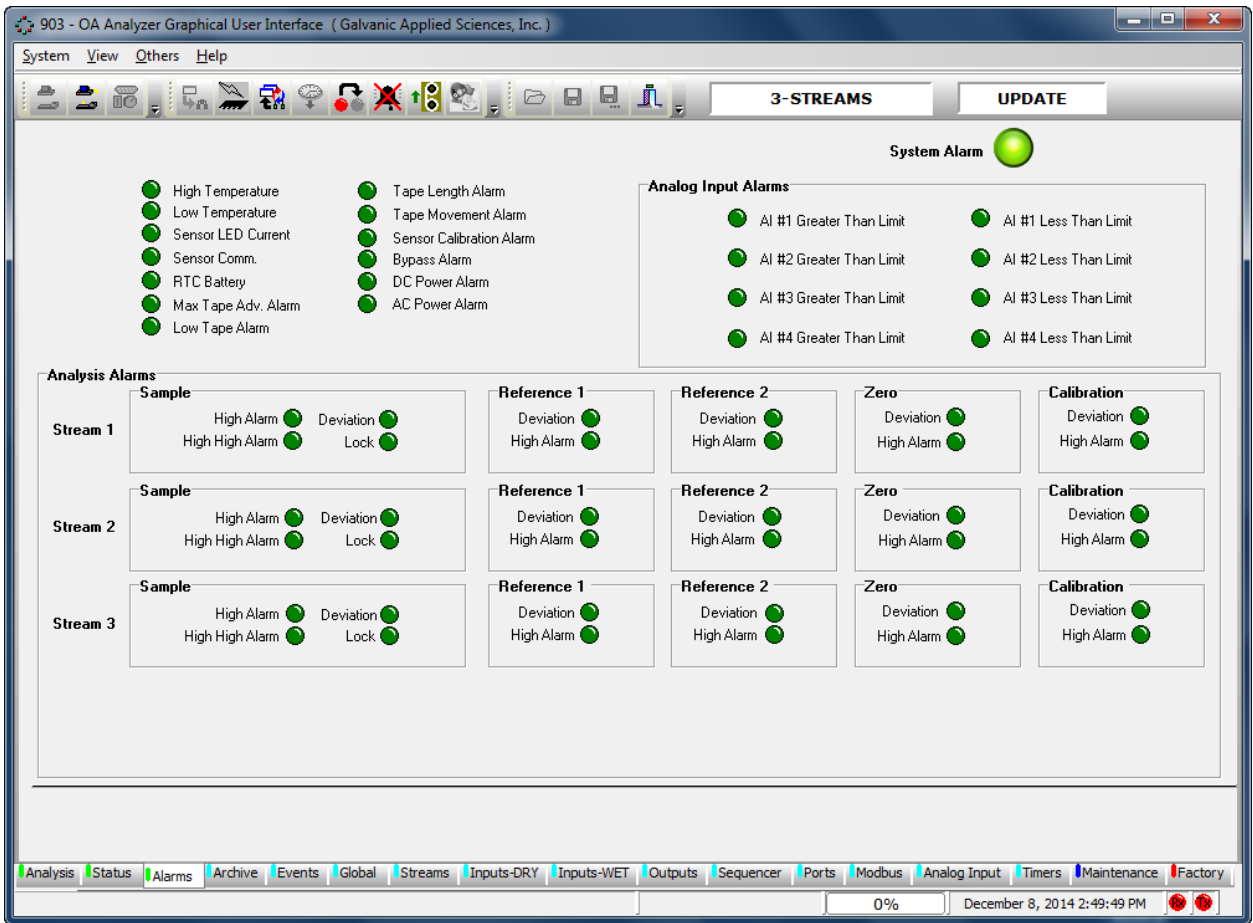 903 - OA Analyzer Graphical User Interface ( Galvanic Applied Sciences, Inc. )
System View Others Help
3-STREAMS UPDATE
System Alarm
High Temperature
Low Temperature
Sensor LED Current
Sensor Comm.
RTC Battery
Max Tape Adv. Alarm
Low Tape Alarm
Tape Length Alarm
Tape Movement Alarm
Sensor Calibration Alarm
Bypass Alarm
DC Power Alarm
AC Power Alarm
Analog Input Alarms
AI #1 Greater Than Limit AI #1 Less Than Limit
AI #2 Greater Than Limit AI #2 Less Than Limit
AI #3 Greater Than Limit AI #3 Less Than Limit
AI #4 Greater Than Limit AI #4 Less Than Limit
Analysis Alarms
Stream 1
Sample Reference 1 Reference 2 Zero Calibration
High Alarm Deviation Deviation Deviation Deviation Deviation
High High Alarm Lock High Alarm High Alarm High Alarm High Alarm
Stream 2
Sample Reference 1 Reference 2 Zero Calibration
High Alarm Deviation Deviation Deviation Deviation Deviation
High High Alarm Lock High Alarm High Alarm High Alarm High Alarm
Stream 3
Sample Reference 1 Reference 2 Zero Calibration
High Alarm Deviation Deviation Deviation Deviation Deviation
High High Alarm Lock High Alarm High Alarm High Alarm High Alarm
Analysis Status Alarms Archive Events Global Streams Inputs-DRY Inputs-WET Outputs Sequencer Ports Modbus Analog Input Timers Maintenance Factory
0% December 8, 2014 2:49:49 PM Rx Tx